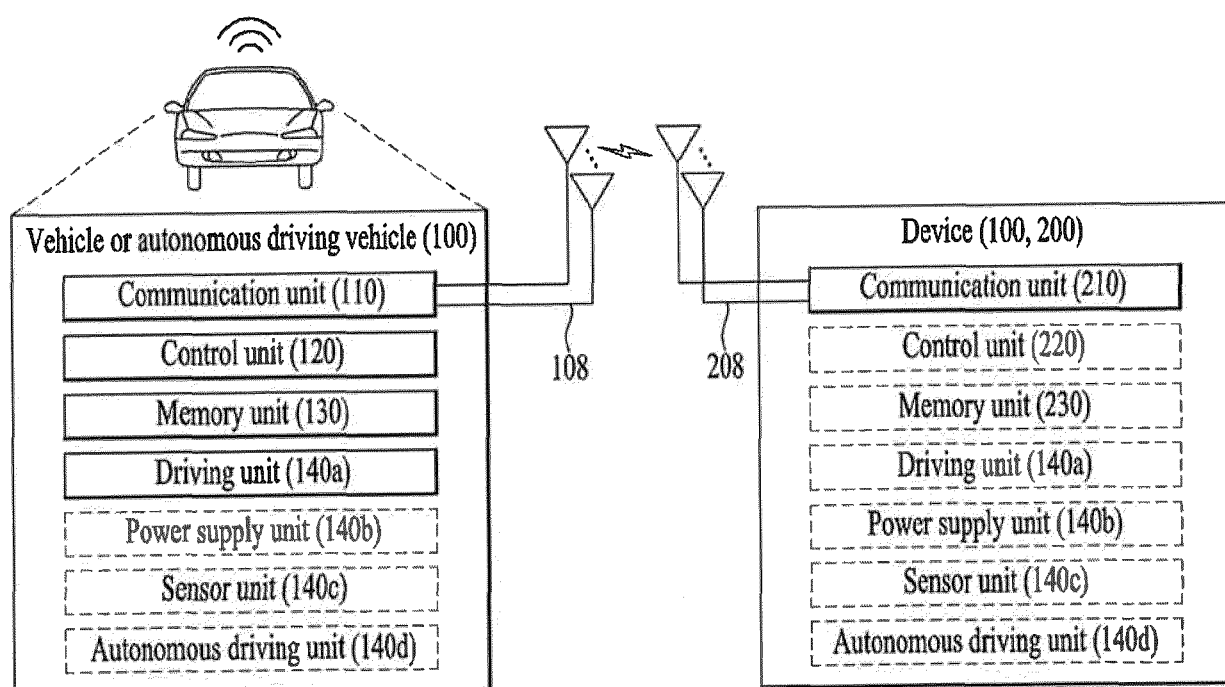 Vehicle or autonomous driving vehicle (100)
Communication unit (110)
Control unit (120)
Memory unit (130)
Driving unit (140a)
Power supply unit (140b)
Sensor unit (140c)
Autonomous driving unit (140d)
108
208
Device (100, 200)
Communication unit (210)
Control unit (220)
Memory unit (230)
Driving unit (140a)
Power supply unit (140b)
Sensor unit (140c)
Autonomous driving unit (140d)